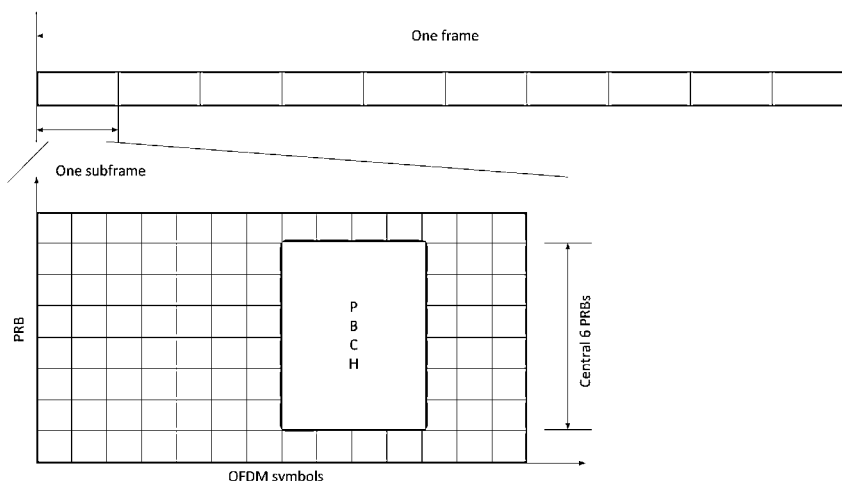 One frame
One subframe
PRB
P
B
C
H
Central 6 PRBs
OFDM symbols